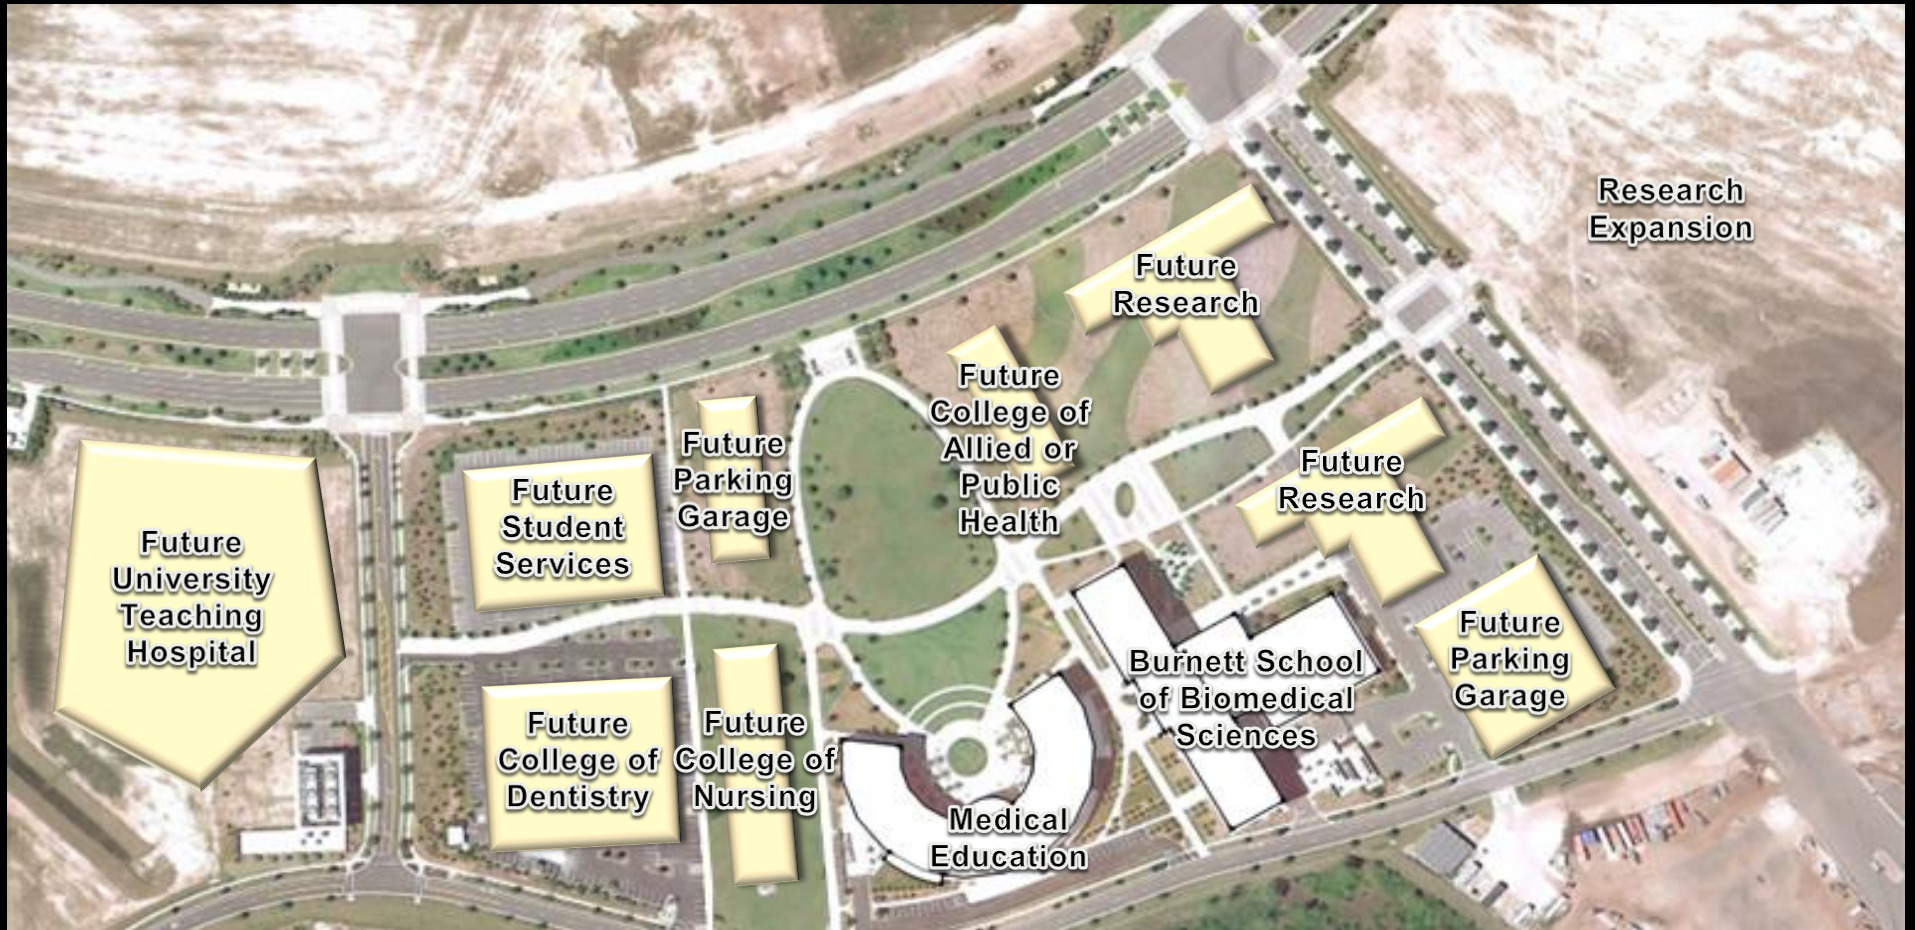 Research
Expansion
Future
Research
Future
College of
Allied or
Public
Health
Future
Parking
Garage
Future
Research
Future
Student
Services
Future
University
Teaching
Hospital
Future
Parking
Garage
Burnett School
of Biomedical
Sciences
Future
College of
Dentistry
Future
College of
Nursing
Medical
Education